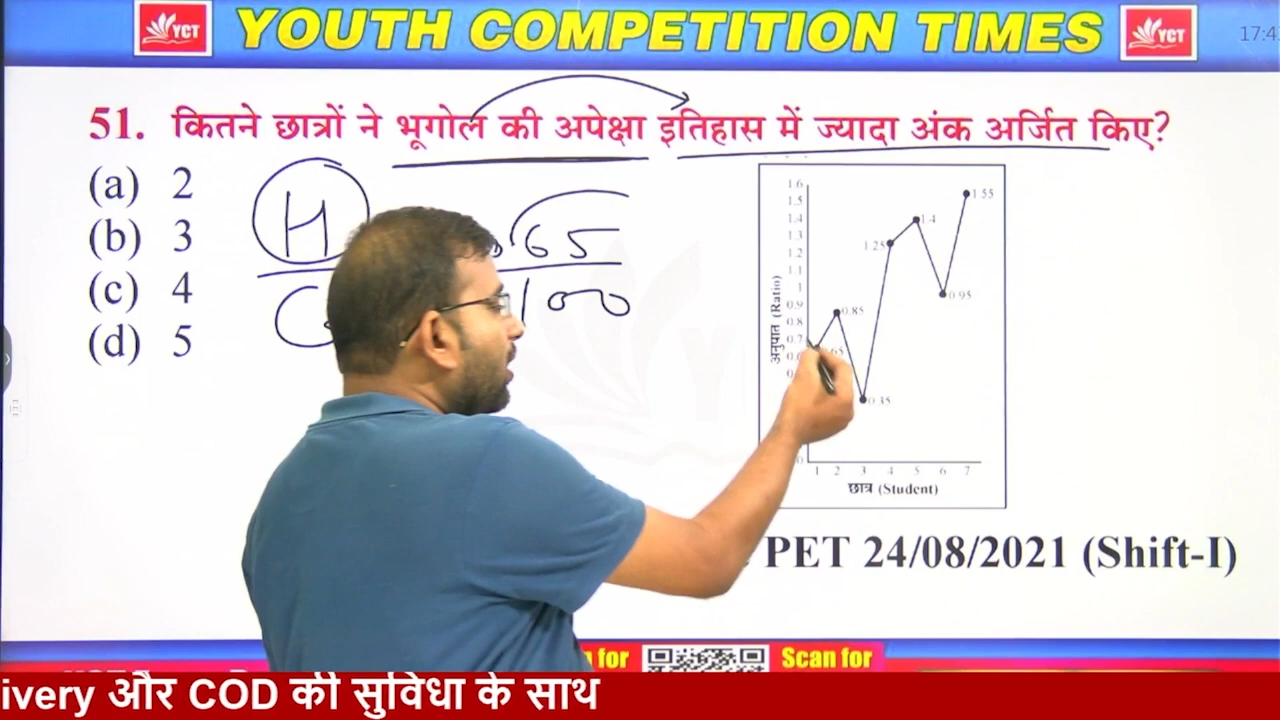 YCT YOUTH COMPETITION TIMES YCT
51. कितने छात्रों ने भूगोल की अपेक्षा इतिहास में ज्यादा अंक अर्जित किए?
(a) 2
(b) 3
(c) 4
(d) 5
H
65
100
1.6
1.5
1.4
1.3
1.2
1.1
1
0.9
0.8
0.7
0
अनुपात (Ratio)
0.85
0.35
1.25
1.4
0.95
1.55
1 2 3 4 5 6 7
छात्र (Student)
PET 24/08/2021 (Shift-I)
for Scan for
ivery और COD की सुविधा के साथ